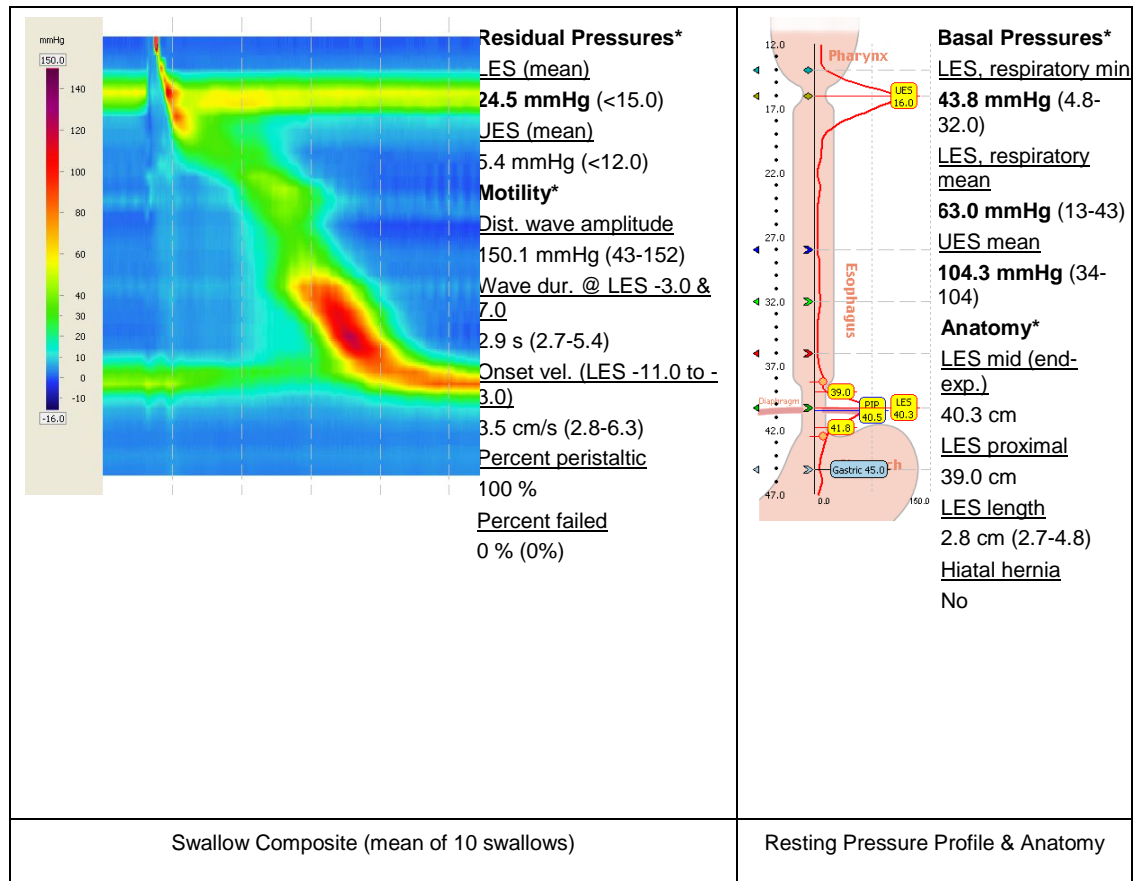 mmHg
150.0
140
120
100
80
60
40
30
20
10
0
-10
-16.0
Residual Pressures*
LES (mean)
24.5 mmHg (<15.0)
UES (mean)
5.4 mmHg (<12.0)
Motility*
Dist. wave amplitude
150.1 mmHg (43-152)
Wave dur. @ LES -3.0 &
7.0
2.9 s (2.7-5.4)
Onset vel. (LES -11.0 to -
3.0)
3.5 cm/s (2.8-6.3)
Percent peristaltic
100 %
Percent failed
0 % (0%)
12.0
Pharynx
UES
16.0
17.0
22.0
27.0
Esophagus
32.0
37.0
39.0
Diaphragm
PIP
40.5
LES
40.3
41.8
42.0
Gastric 45.0
47.0
0.0
150.0
Basal Pressures*
LES, respiratory min
43.8 mmHg (4.8-
32.0)
LES, respiratory
mean
63.0 mmHg (13-43)
UES mean
104.3 mmHg (34-
104)
Anatomy*
LES mid (end-
exp.)
40.3 cm
LES proximal
39.0 cm
LES length
2.8 cm (2.7-4.8)
Hiatal hernia
No
Swallow Composite (mean of 10 swallows)
Resting Pressure Profile & Anatomy